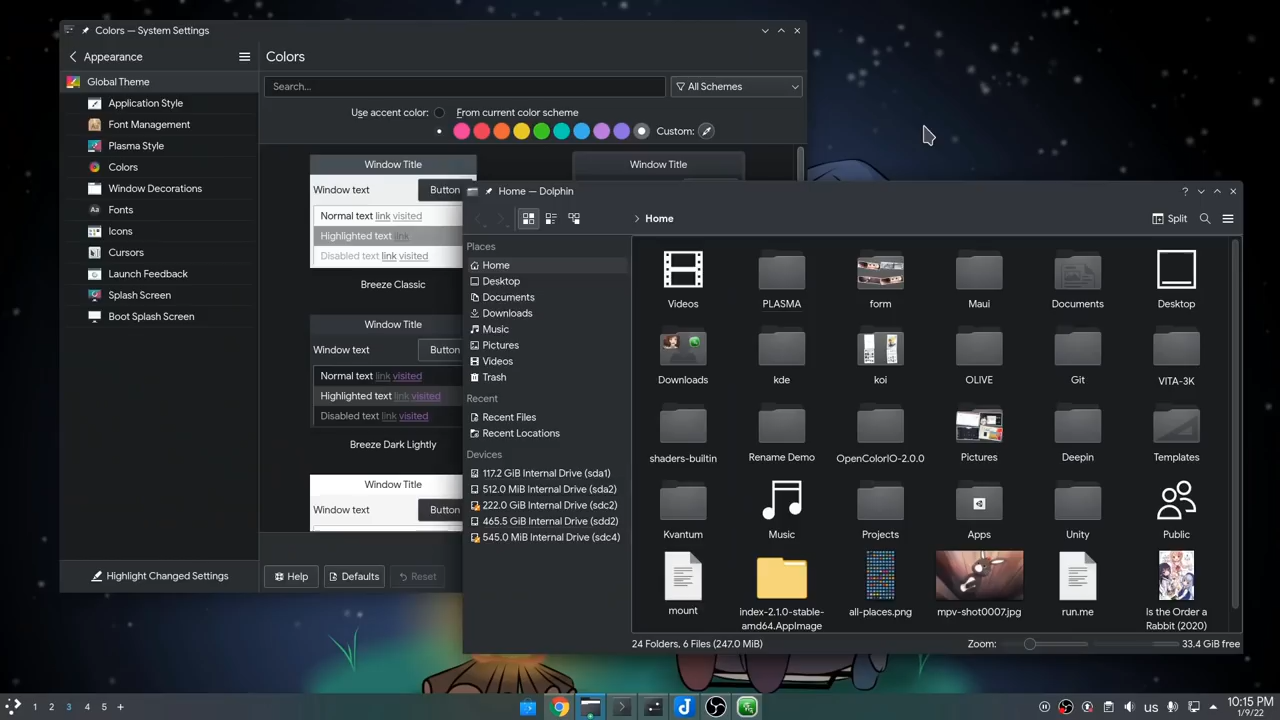 Colors — System Settings
Appearance
Global Theme
Application Style
Font Management
Plasma Style
Colors
Window Decorations
Fonts
Icons
Cursors
Launch Feedback
Splash Screen
Boot Splash Screen
Highlight Changed Settings
Colors
Search...
All Schemes
Use accent color:
From current color scheme
Custom:
Window Title
Window text
Button
Normal text link visited
Highlighted text link
Disabled text link visited
Breeze Classic
Window Title
Window Title
Window text
Button
Normal text link visited
Highlighted text link visited
Disabled text link visited
Breeze Dark Lightly
Window Title
Window text
Button
Help
Defaults
Reset
Home — Dolphin
?
Home
Split
Places
Home
Desktop
Documents
Downloads
Music
Pictures
Videos
Trash
Recent
Recent Files
Recent Locations
Devices
117.2 GiB Internal Drive (sda1)
512.0 MiB Internal Drive (sda2)
222.0 GiB Internal Drive (sdc2)
465.5 GiB Internal Drive (sdd2)
545.0 MiB Internal Drive (sdc4)
Videos
PLASMA
form
Maui
Documents
Desktop
Downloads
kde
koi
OLIVE
Git
VITA-3K
shaders-builtin
Rename Demo
OpenColorIO-2.0.0
Pictures
Deepin
Templates
Kvantum
Music
Projects
Apps
Unity
Public
mount
index-2.1.0-stable-
amd64.AppImage
all-places.png
mpv-shot0007.jpg
run.me
Is the Order a
Rabbit (2020)
24 Folders, 6 Files (247.0 MiB)
Zoom:
33.4 GiB free
1
2
3
4
5
+
us
10:15 PM
1/9/22